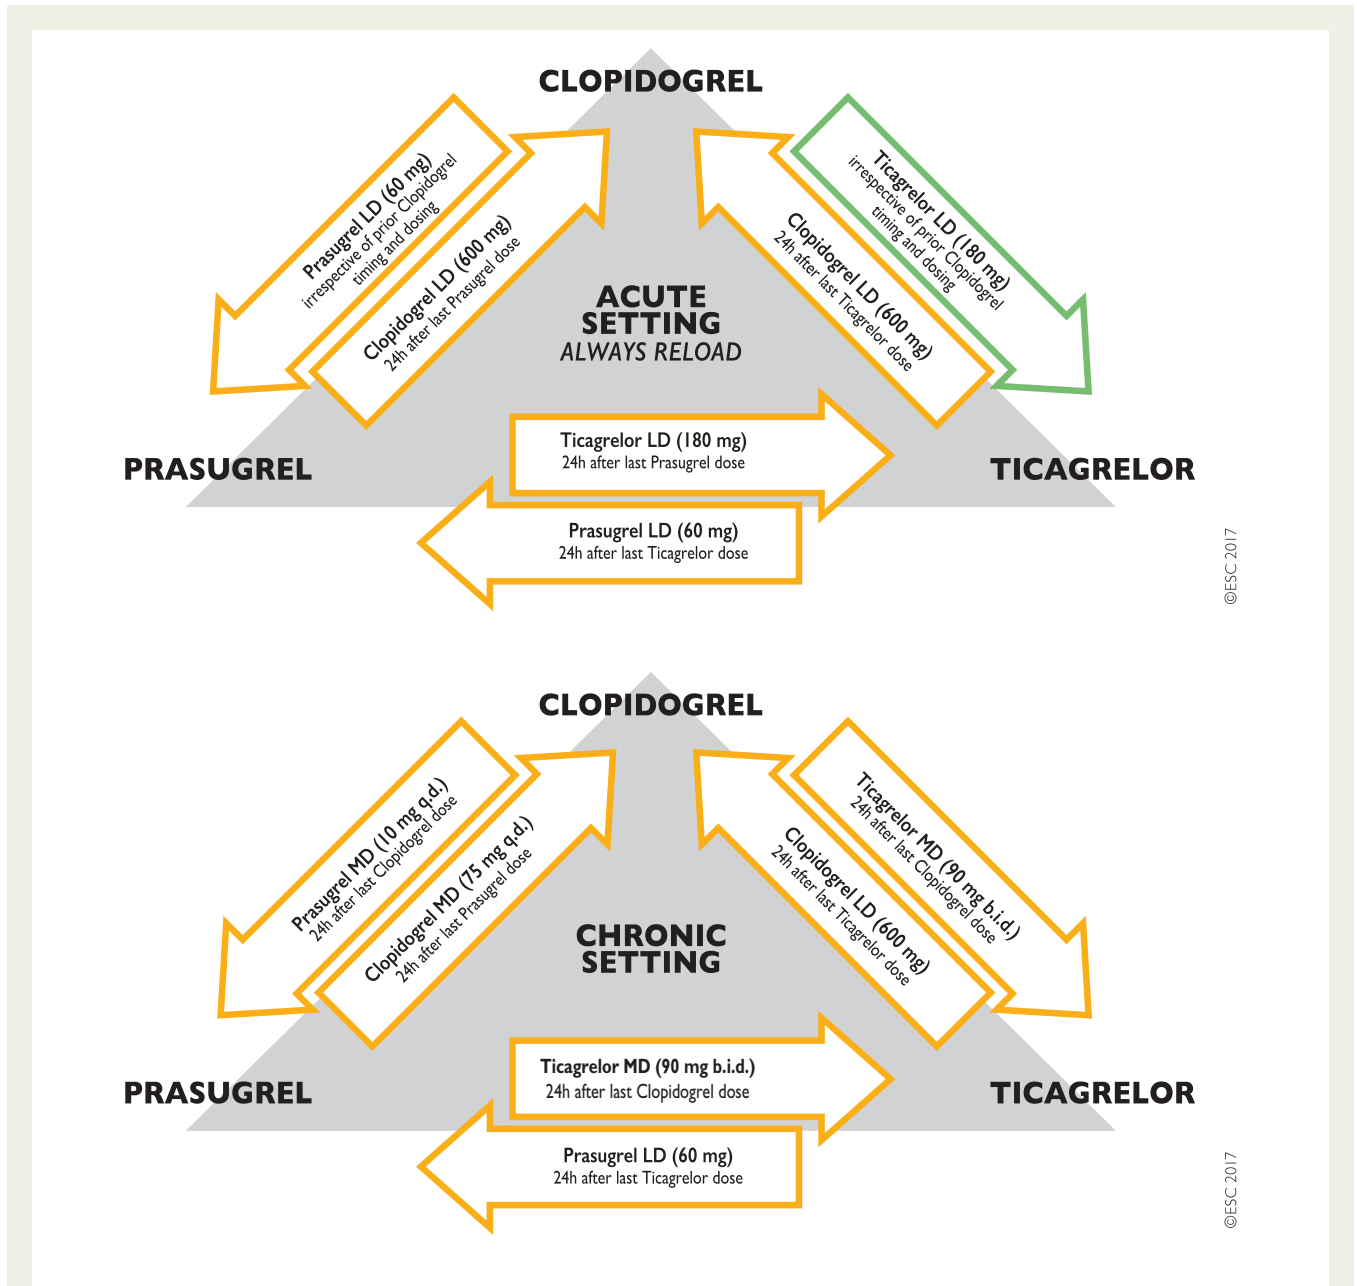 CLOPIDOGREL
Prasugrel LD (60 mg)
irrespective of prior Clopidogrel
timing and dosing
Clopidogrel LD (600 mg)
24h after last Prasugrel dose
Ticagrelor LD (180 mg)
irrespective of prior Clopidogrel
timing and dosing
Clopidogrel LD (600 mg)
24h after last Ticagrelor dose
ACUTE
SETTING
ALWAYS RELOAD
PRASUGREL
TICAGRELOR
Ticagrelor LD (180 mg)
24h after last Prasugrel dose
Prasugrel LD (60 mg)
24h after last Ticagrelor dose
©ESC 2017
CLOPIDOGREL
Prasugrel MD (10 mg q.d.)
24h after last Clopidogrel dose
Clopidogrel MD (75 mg q.d.)
24h after last Prasugrel dose
Ticagrelor MD (90 mg b.i.d.)
24h after last Clopidogrel dose
Clopidogrel LD (600 mg)
24h after last Ticagrelor dose
CHRONIC
SETTING
PRASUGREL
TICAGRELOR
Ticagrelor MD (90 mg b.i.d.)
24h after last Clopidogrel dose
Prasugrel LD (60 mg)
24h after last Ticagrelor dose
©ESC 2017